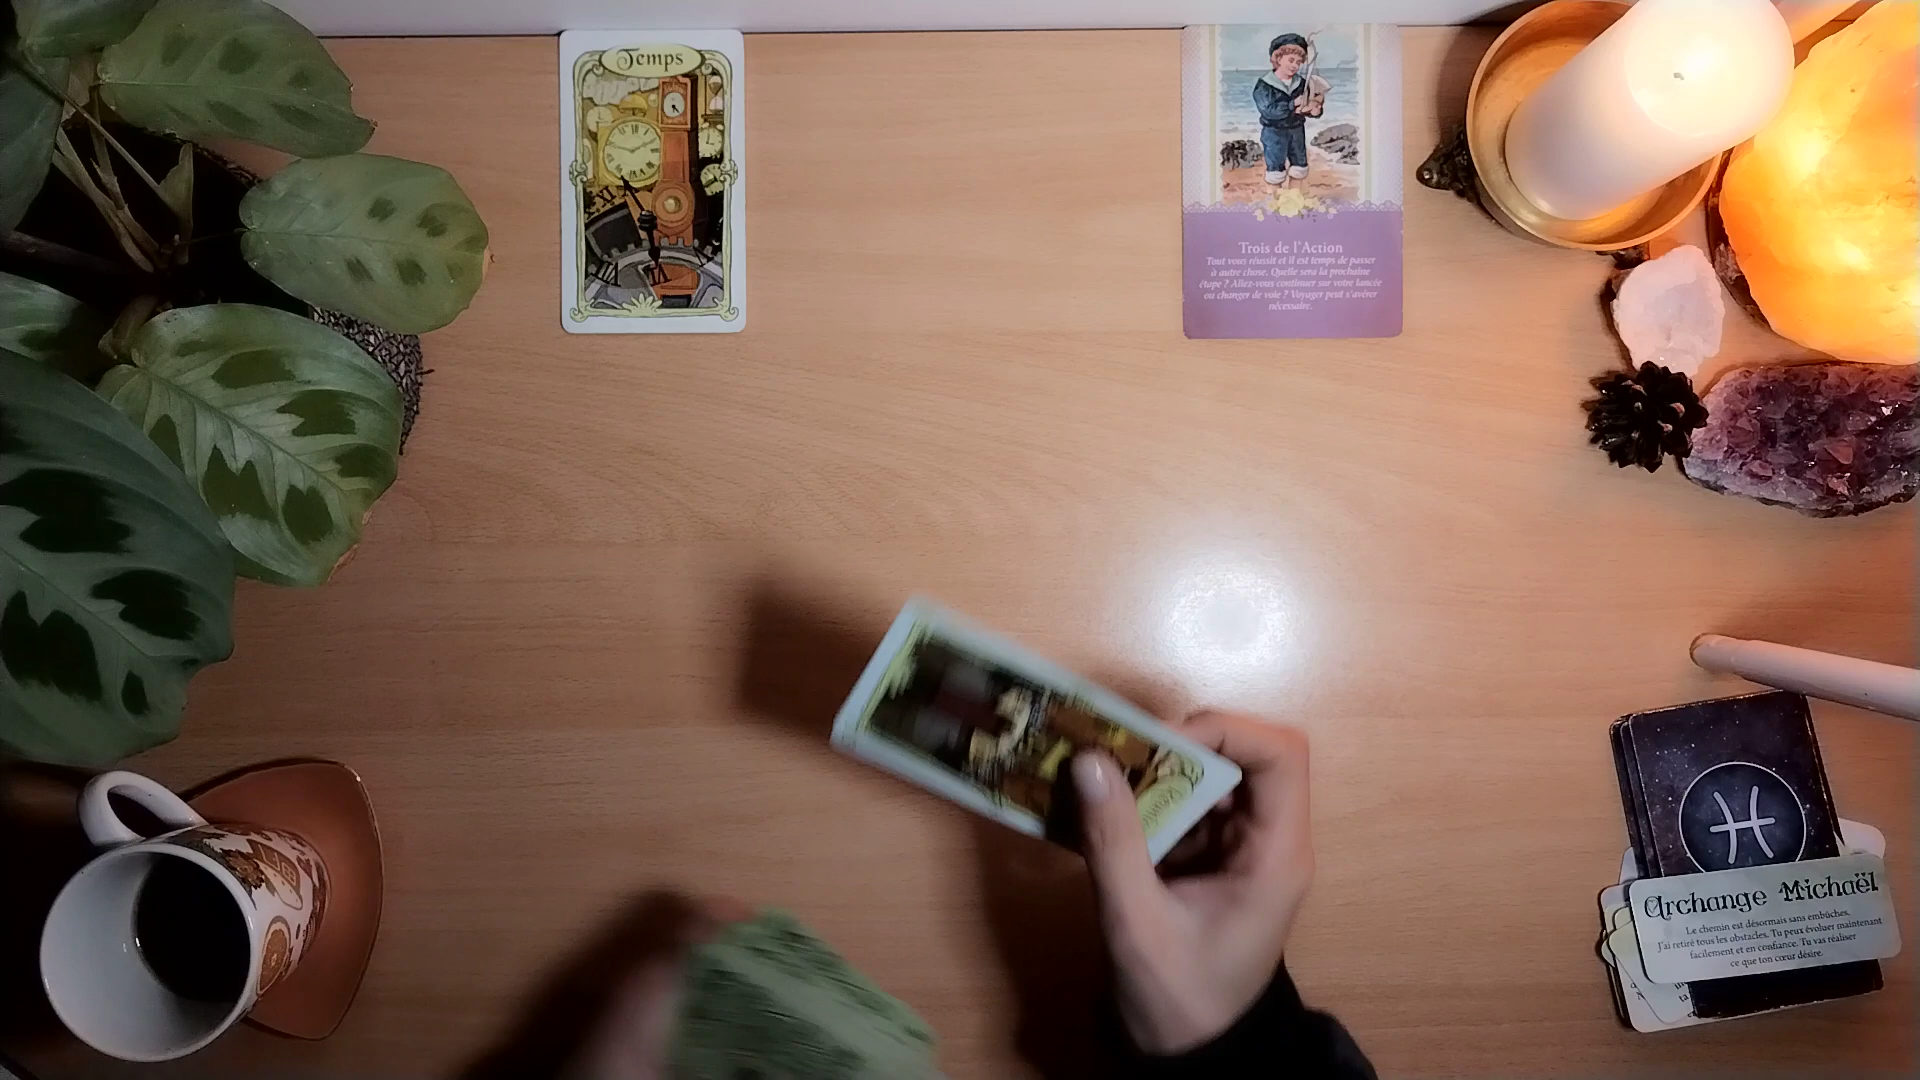 Temps
Trois de l'Action
Tout vous réussit et il est temps de passer
à autre chose. Quelle sera la prochaine
étape ? Allez-vous continuer sur votre lancée
ou changer de voie ? Voyager peut s'avérer
nécessaire.
Archange Michaël
Le chemin est désormais sans embûches,
J'ai retiré tous les obstacles. Tu peux évoluer maintenant
facilement et en confiance. Tu vas réaliser
ce que ton cœur désire.